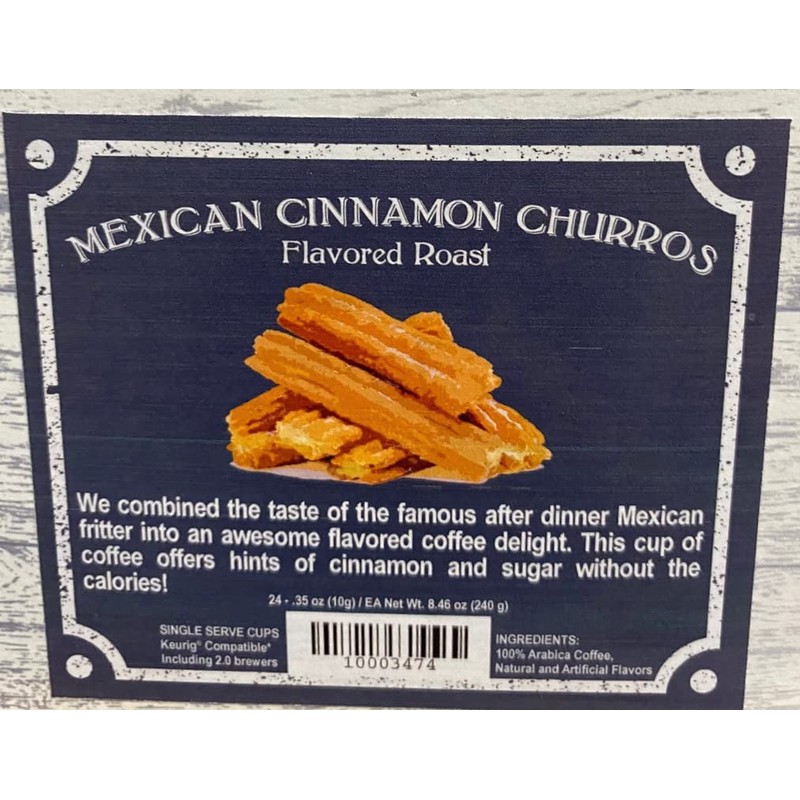 MEXICAN CINNAMON CHURROS
Flavored Roast
We combined the taste of the famous after dinner Mexican
fritter into an awesome flavored coffee delight. This cup of
coffee offers hints of cinnamon and sugar without the
calories!
24 - .35 oz (10g) / EA Net Wt. 8.46 oz (240 g)
SINGLE SERVE CUPS
Keurig® Compatible*
Including 2.0 brewers
10003474
INGREDIENTS:
100% Arabica Coffee,
Natural and Artificial Flavors